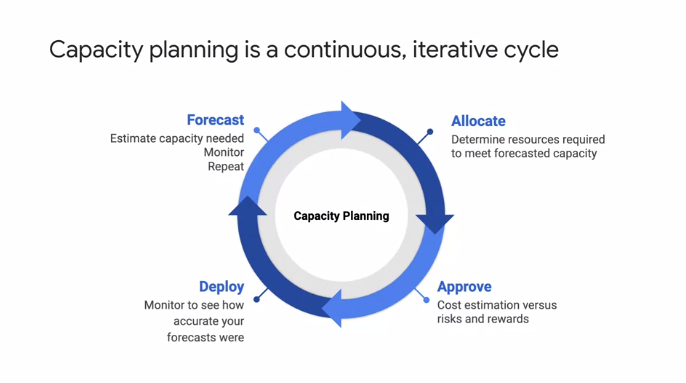 Capacity planning is a continuous, iterative cycle
Forecast
Estimate capacity needed
Monitor
Repeat
Allocate
Determine resources required
to meet forecasted capacity
Capacity Planning
Deploy
Monitor to see how
accurate your
forecasts were
Approve
Cost estimation versus
risks and rewards